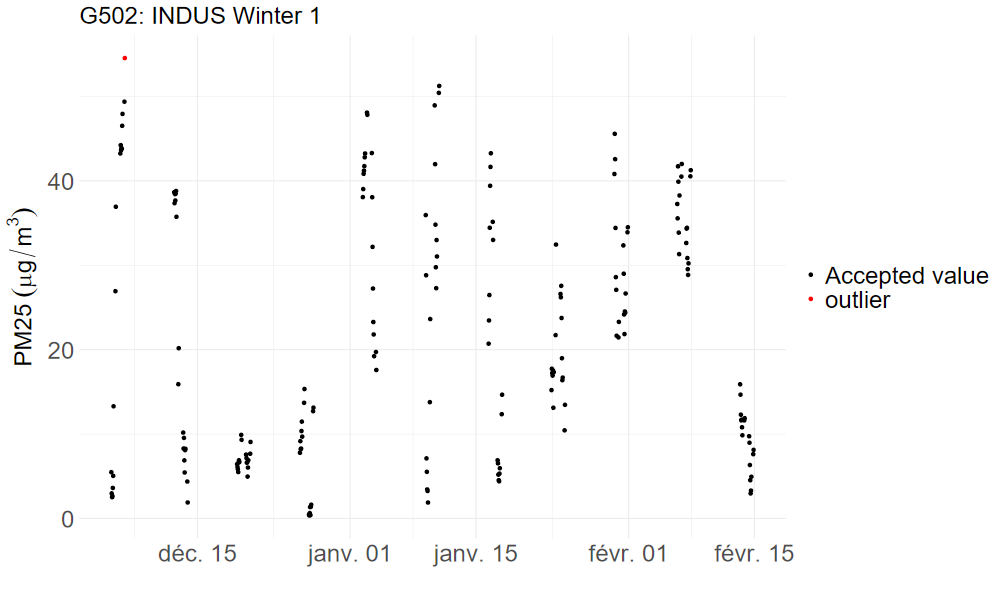 G502: INDUS Winter 1
PM25 (μg/m³)
40
20
0
déc. 15
janv. 01
janv. 15
févr. 01
févr. 15
Accepted value
outlier